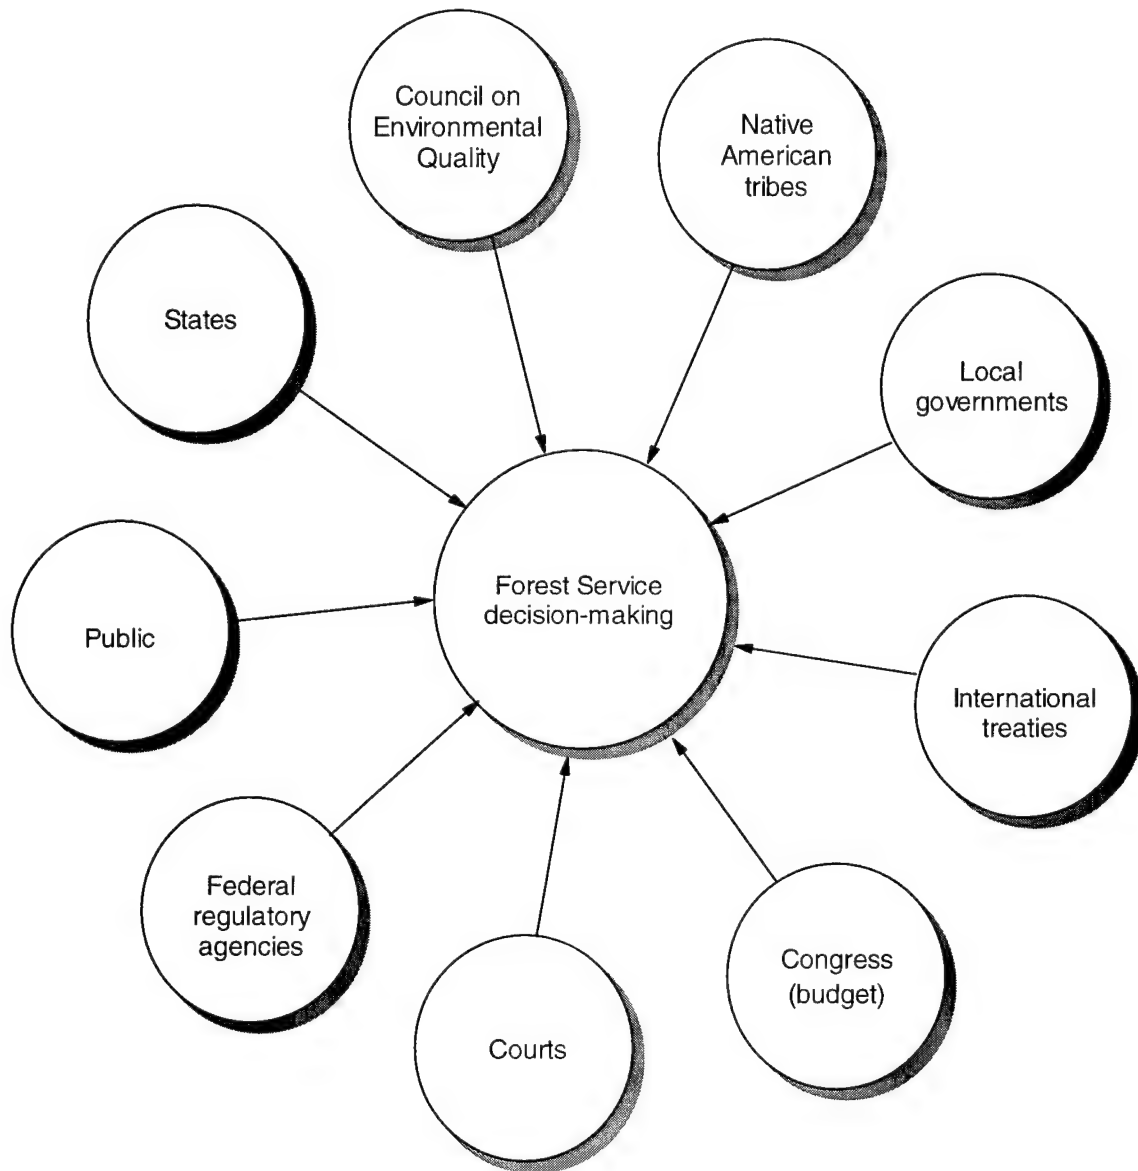 Council on
Environmental
Quality
Native
American
tribes
States
Local
governments
Forest Service
decision-making
Public
International
treaties
Federal
regulatory
agencies
Congress
(budget)
Courts